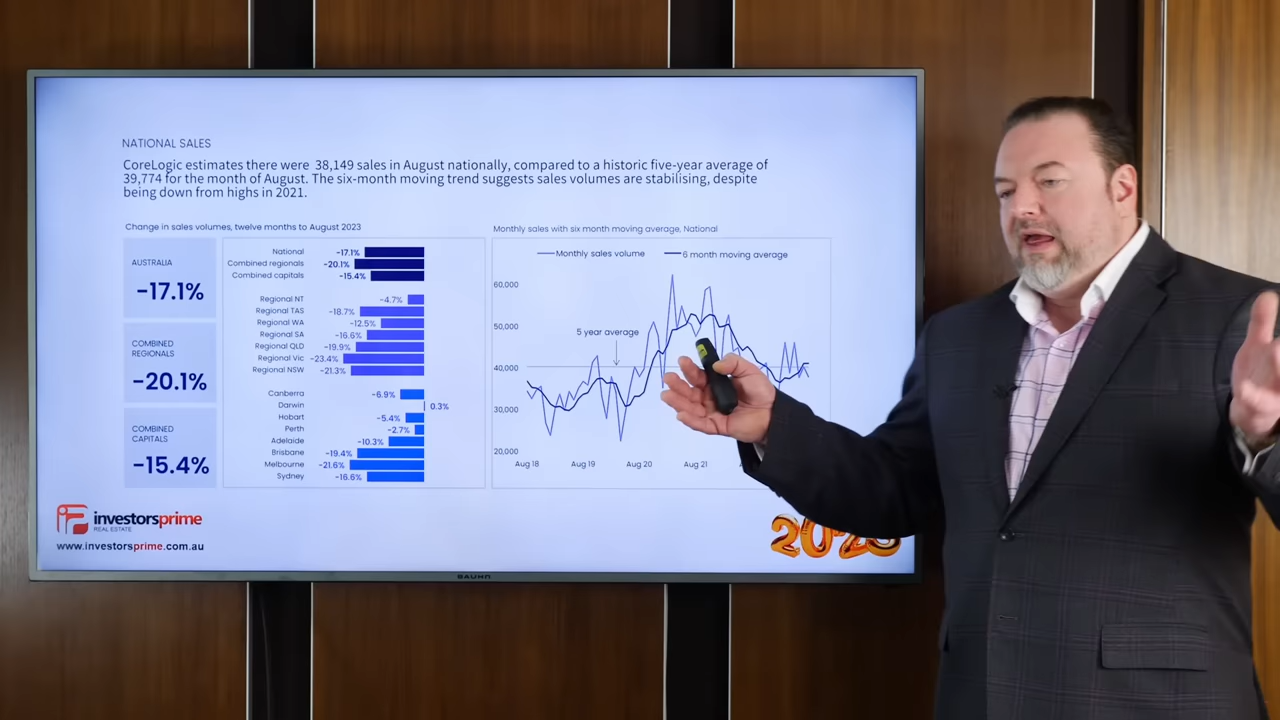 NATIONAL SALES
CoreLogic estimates there were 38,149 sales in August nationally, compared to a historic five-year average of
39,774 for the month of August. The six-month moving trend suggests sales volumes are stabilising, despite
being down from highs in 2021.
Change in sales volumes, twelve months to August 2023
AUSTRALIA
-17.1%
COMBINED
REGIONALS
-20.1%
COMBINED
CAPITALS
-15.4%
National -17.1%
Combined regionals -20.1%
Combined capitals -15.4%
Regional NT -4.7%
Regional TAS -18.7%
Regional WA -12.5%
Regional SA -16.6%
Regional QLD -19.9%
Regional Vic -23.4%
Regional NSW -21.3%
Canberra -6.9%
Darwin 0.3%
Hobart -5.4%
Perth -2.7%
Adelaide -10.3%
Brisbane -19.4%
Melbourne -21.6%
Sydney -16.6%
Monthly sales with six month moving average, National
Monthly sales volume 6 month moving average
60,000
50,000
5 year average
40,000
30,000
20,000
Aug 18 Aug 19 Aug 20 Aug 21
investorsprime
REAL ESTATE
www.investorsprime.com.au
2023
BAUHN